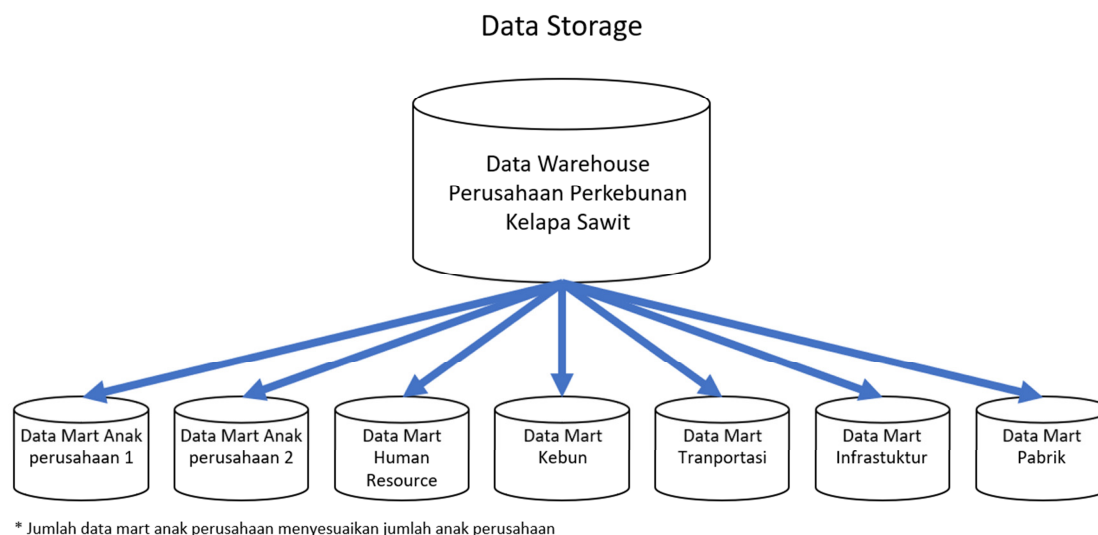 Data Storage
Data Warehouse
Perusahaan Perkebunan
Kelapa Sawit
Data Mart Anak
perusahaan 1
Data Mart Anak
perusahaan 2
Data Mart
Human
Resource
Data Mart
Kebun
Data Mart
Tranportasi
Data Mart
Infrastuktur
Data Mart
Pabrik
* Jumlah data mart anak perusahaan menyesuaikan jumlah anak perusahaan